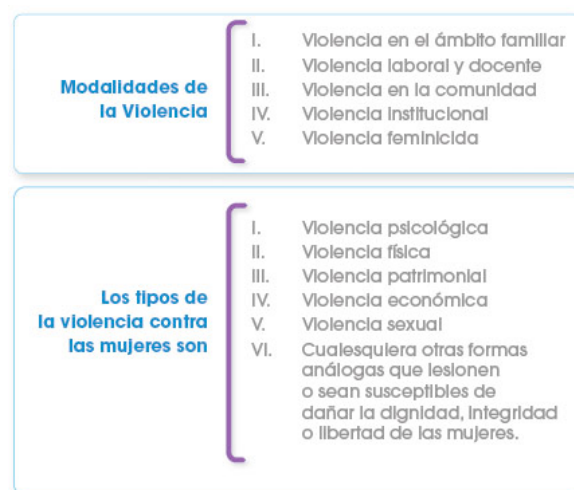 Modalidades de
la Violencia
I. Violencia en el ámbito familiar
II. Violencia laboral y docente
III. Violencia en la comunidad
IV. Violencia institucional
V. Violencia feminicida
Los tipos de
la violencia contra
las mujeres son
I. Violencia psicológica
II. Violencia física
III. Violencia patrimonial
IV. Violencia económica
V. Violencia sexual
VI. Cualesquiera otras formas
análogas que lesionen
o sean susceptibles de
dañar la dignidad, integridad
o libertad de las mujeres.